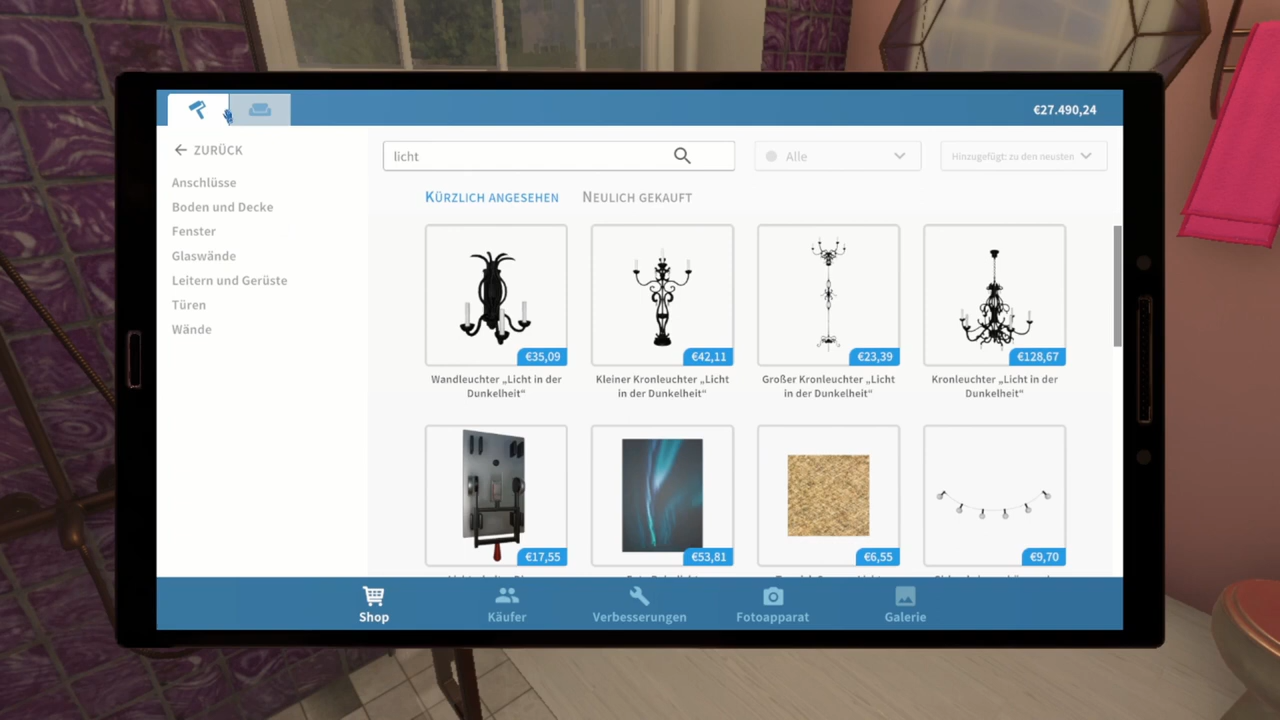 €27.490,24
ZURÜCK
Anschlüsse
Boden und Decke
Fenster
Glaswände
Leitern und Gerüste
Türen
Wände
licht
Alle
Hinzugefügt: zu den neusten
KÜRZLICH ANGESEHEN
NEULICH GEKAUFT
€35,09
€42,11
€23,39
€128,67
Wandleuchter „Licht in der
Dunkelheit“
Kleiner Kronleuchter „Licht
in der Dunkelheit“
Großer Kronleuchter „Licht
in der Dunkelheit“
Kronleuchter „Licht in der
Dunkelheit“
€17,55
€53,81
€6,55
€9,70
Shop
Käufer
Verbesserungen
Fotoapparat
Galerie